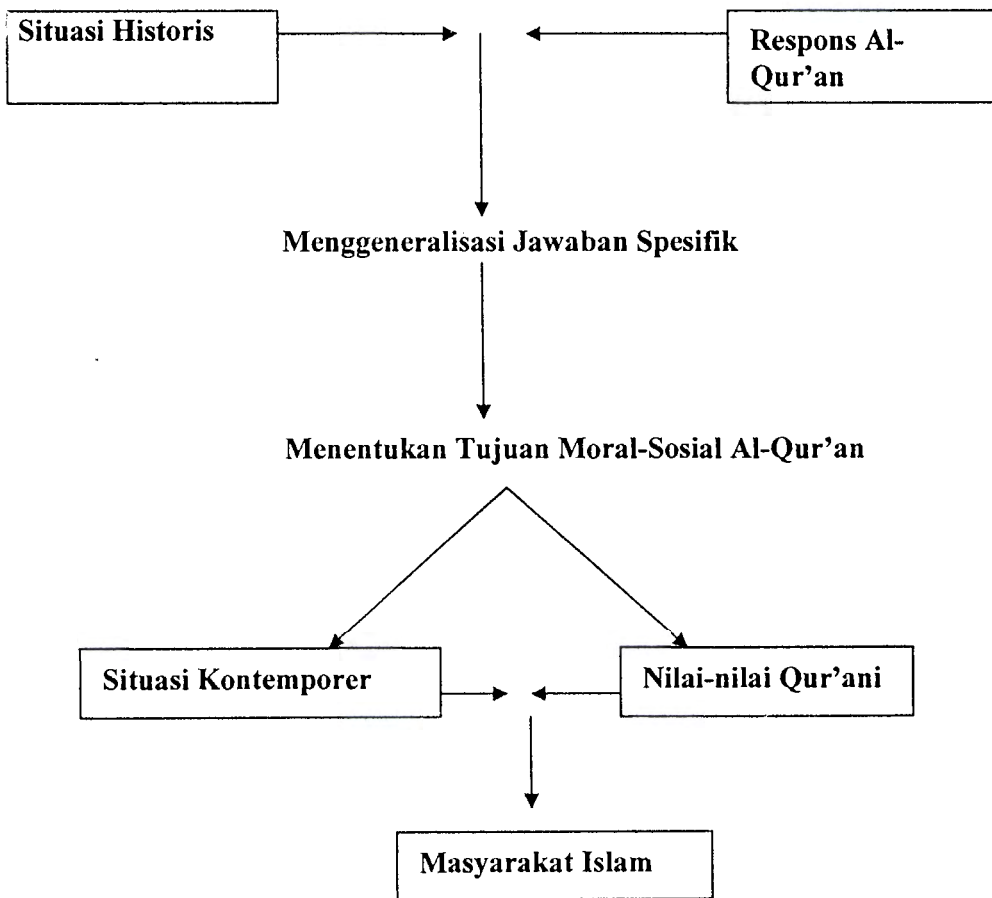 Situasi Historis
Respons Al-
Qur'an
Menggeneralisasi Jawaban Spesifik
Menentukan Tujuan Moral-Sosial Al-Qur'an
Situasi Kontemporer
Nilai-nilai Qur'ani
Masyarakat Islam